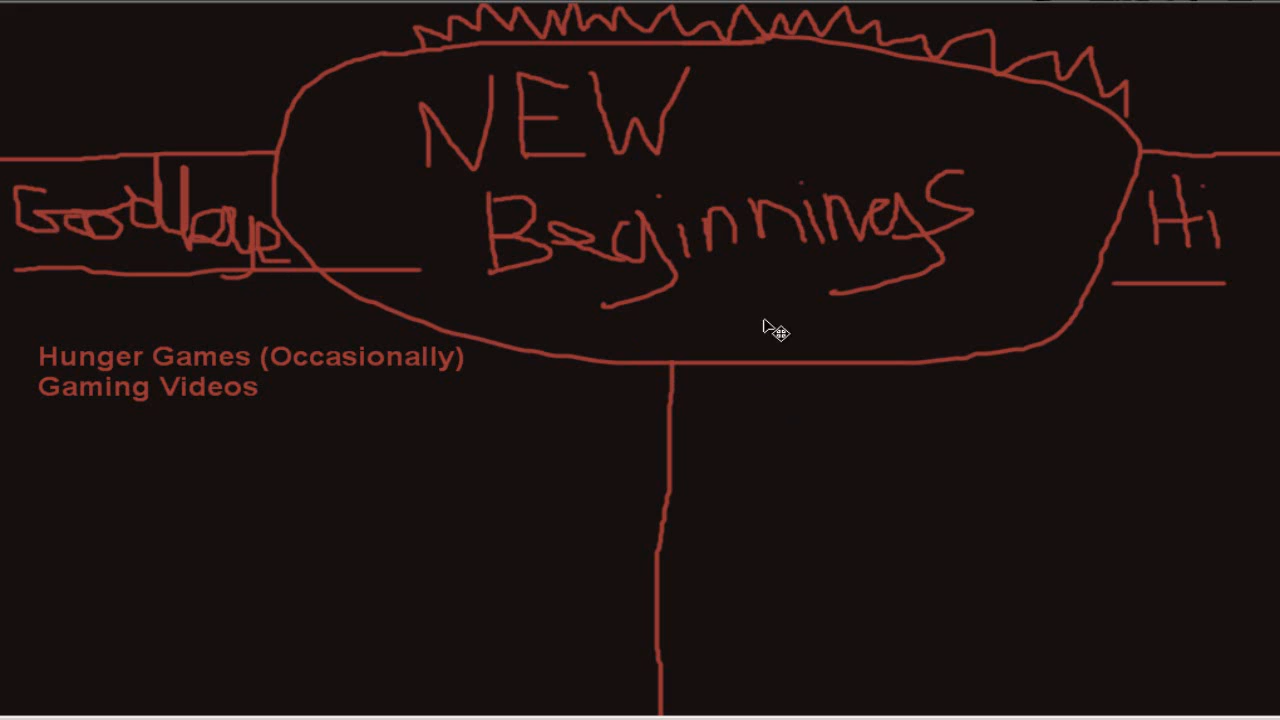 NEW
Beginnings
Goodbye
Hi
Hunger Games (Occasionally)
Gaming Videos